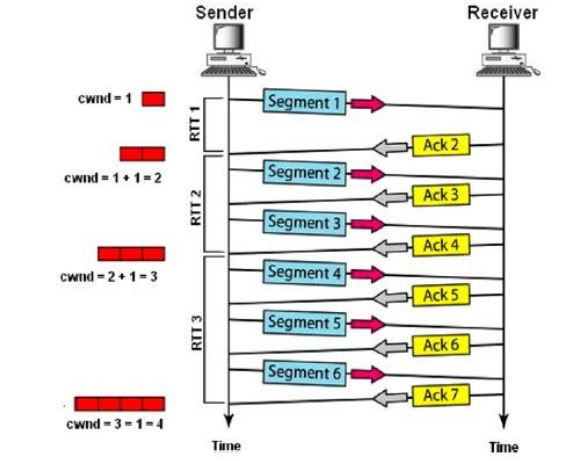 Sender
Receiver
cwnd = 1
Segment 1
RTT 1
Ack 2
cwnd = 1 + 1 = 2
Segment 2
Ack 3
RTT 2
Segment 3
Ack 4
cwnd = 2 + 1 = 3
Segment 4
Ack 5
RTT 3
Segment 5
Ack 6
Segment 6
Ack 7
cwnd = 3 = 1 = 4
Time
Time